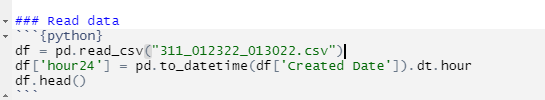 ### Read data
```{python}
df = pd.read_csv("311_012322_013022.csv")
df['hour24'] = pd.to_datetime(df['Created Date']).dt.hour
df.head()
```